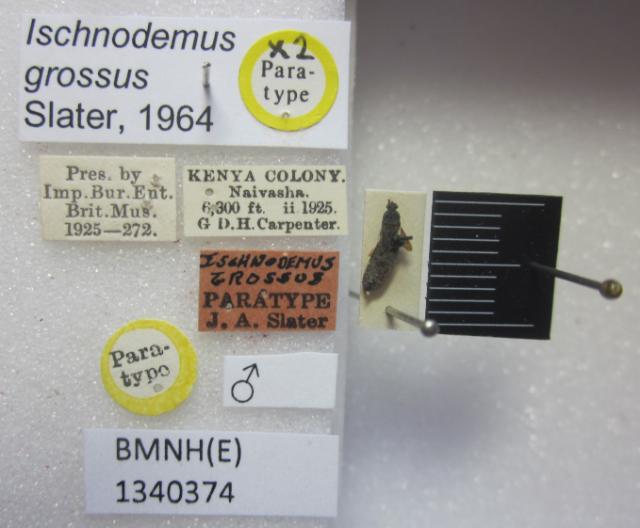 Ischnodemus
grossus
Slater, 1964
x2
Para-
type
Pres. by
Imp.Bur.Ent.
Brit.Mus.
1925—272.
KENYA COLONY.
Naivasha.
6,300 ft. ii.1925.
G D.H.Carpenter.
ISCHNODEMUS
GROSSUS
PARATYPE
J. A. Slater
Para-
type
♂
BMNH(E)
1340374